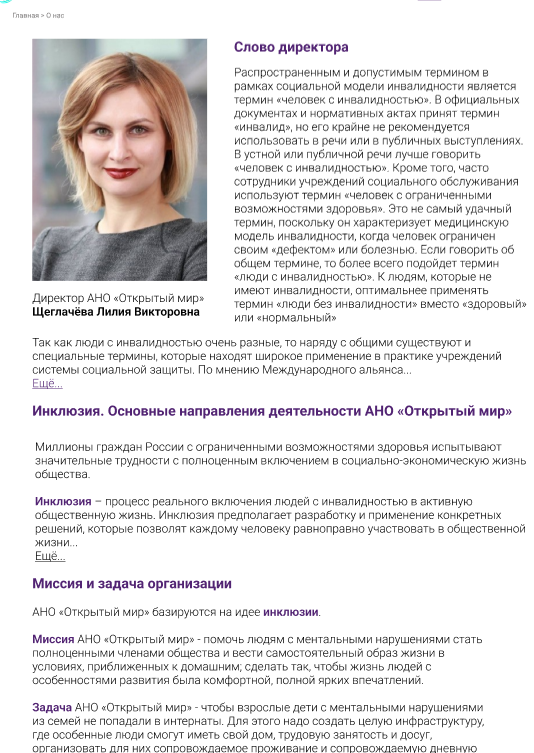 Главная > О нас
Слово директора
Распространенным и допустимым термином в
рамках социальной модели инвалидности является
термин «человек с инвалидностью». В официальных
документах и нормативных актах принят термин
«инвалид», но его крайне не рекомендуется
использовать в речи или в публичных выступлениях.
В устной или публичной речи лучше говорить
«человек с инвалидностью». Кроме того, часто
сотрудники учреждений социального обслуживания
используют термин «человек с ограниченными
возможностями здоровья». Это не самый удачный
термин, поскольку он характеризует медицинскую
модель инвалидности, когда человек ограничен
своим «дефектом» или болезнью. Если говорить об
общем термине, то более всего подойдет термин
«люди с инвалидностью». К людям, которые не
имеют инвалидности, оптимальнее применять
термин «люди без инвалидности» вместо «здоровый»
или «нормальный»
Директор АНО «Открытый мир»
Щеглачёва Лилия Викторовна
Так как люди с инвалидностью очень разные, то наряду с общими существуют и
специальные термины, которые находят широкое применение в практике учреждений
системы социальной защиты. По мнению Международного альянса...
Ещё...
Инклюзия. Основные направления деятельности АНО «Открытый мир»
Миллионы граждан России с ограниченными возможностями здоровья испытывают
значительные трудности с полноценным включением в социально-экономическую жизнь
общества.
Инклюзия – процесс реального включения людей с инвалидностью в активную
общественную жизнь. Инклюзия предполагает разработку и применение конкретных
решений, которые позволят каждому человеку равноправно участвовать в общественной
жизни...
Ещё...
Миссия и задача организации
АНО «Открытый мир» базируются на идее инклюзии.
Миссия АНО «Открытый мир» - помочь людям с ментальными нарушениями стать
полноценными членами общества и вести самостоятельный образ жизни в
условиях, приближенных к домашним; сделать так, чтобы жизнь людей с
особенностями развития была комфортной, полной ярких впечатлений.
Задача АНО «Открытый мир» - чтобы взрослые дети с ментальными нарушениями
из семей не попадали в интернаты. Для этого надо создать целую инфраструктуру,
где особенные люди смогут иметь свой дом, трудовую занятость и досуг,
организовать для них сопровождаемое проживание и сопровождаемую дневную